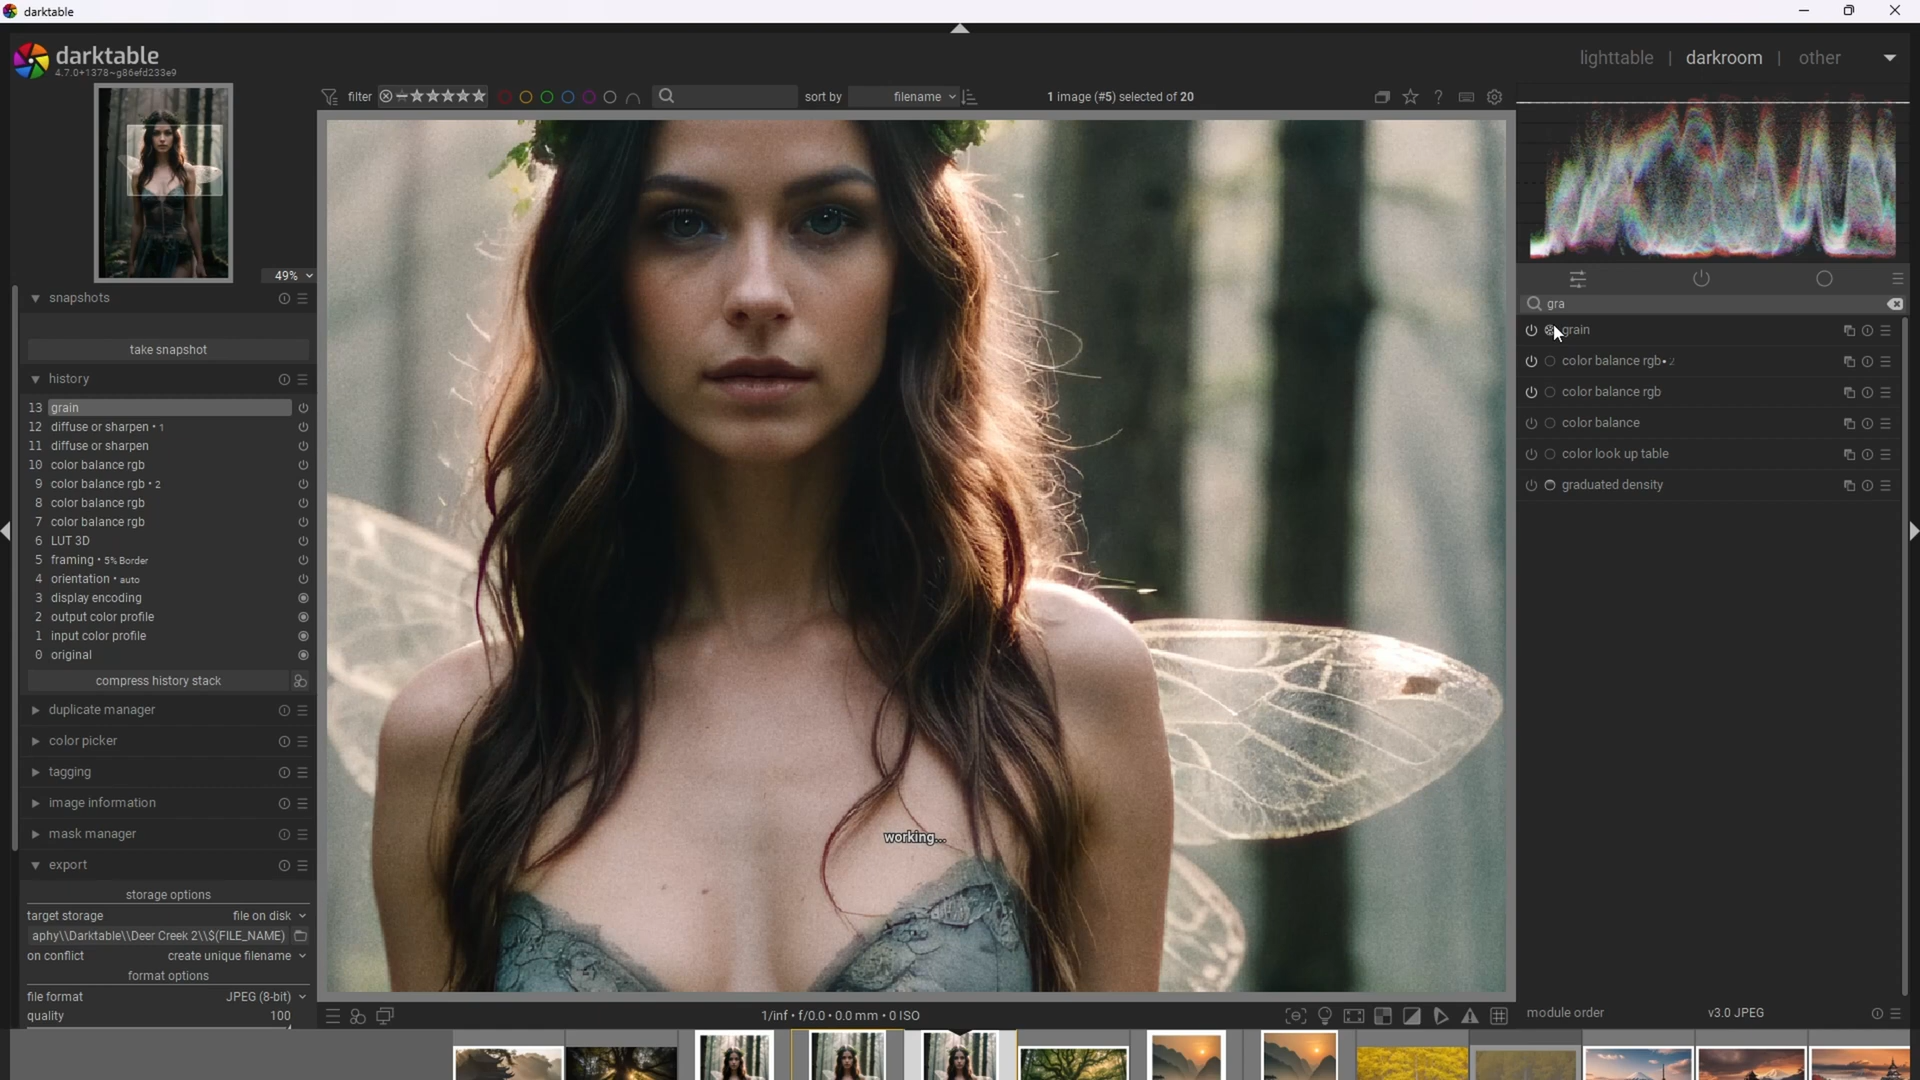 darktable
darktable
4.7.0+1378~g86efd233e9
lighttable | darkroom | other
filter
sort by filename
1 image (#5) selected of 20
49%
snapshots
take snapshot
history
13 grain
12 diffuse or sharpen • 1
11 diffuse or sharpen
10 color balance rgb
9 color balance rgb • 2
8 color balance rgb
7 color balance rgb
6 LUT 3D
5 framing • 5% Border
4 orientation • auto
3 display encoding
2 output color profile
1 input color profile
0 original
compress history stack
duplicate manager
color picker
tagging
image information
mask manager
export
storage options
target storage file on disk
aphy\\Darktable\\Deer Creek 2\\$(FILE_NAME)
on conflict create unique filename
format options
file format JPEG (8-bit)
quality 100
working...
1/inf • f/0.0 • 0.0 mm • 0 ISO
gra
grain
color balance rgb• 2
color balance rgb
color balance
color look up table
graduated density
module order v3.0 JPEG